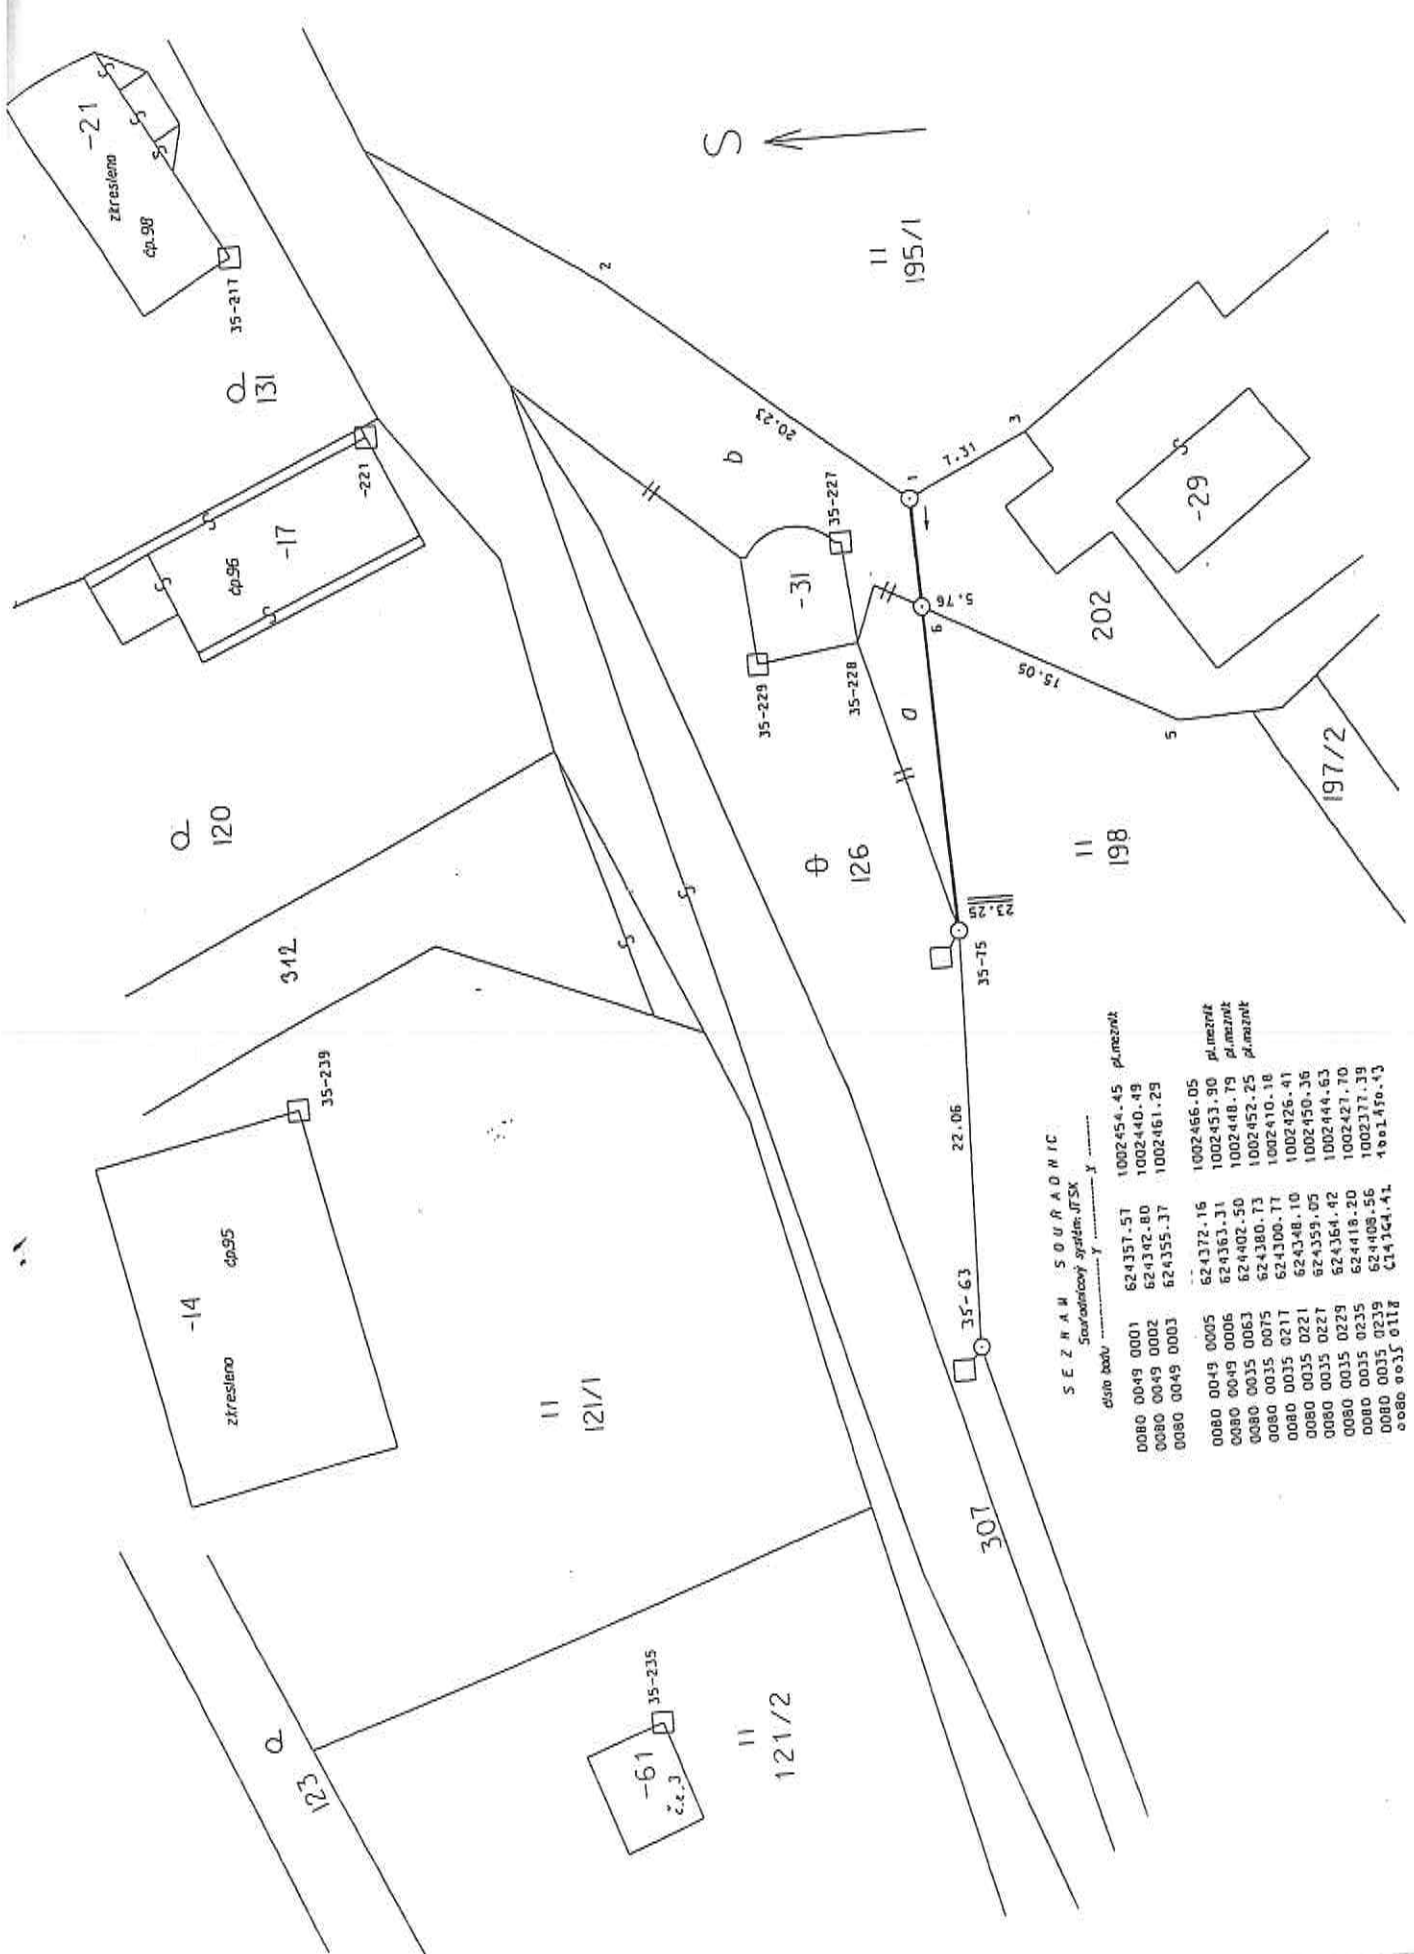 -21
zkresleno
čp.98
35-217
131
čp.96
-17
-221
120
312
-14
čp.95
zkresleno
35-239
123
-61
č.e.3
35-235
121/2
121/1
S
195/1
2
20.23
b
35-227
-31
35-229
35-228
a
1
7.31
3
6
5.76
15.05
5
-29
202
197/2
198
126
23.25
35-75
22.06
35-63
307
SEZNAM SOUŘADNIC
Souřadnicový systém: JTSK
číslo bodu Y X
0080 0049 0001 624357.57 1002454.45 pl.mezník
0080 0049 0002 624342.80 1002440.49
0080 0049 0003 624355.37 1002461.29
0080 0049 0005 624372.16 1002466.05
0080 0049 0006 624363.31 1002453.90 pl.mezník
0080 0035 0063 624402.50 1002448.79 pl.mezník
0080 0035 0075 624380.73 1002452.25 pl.mezník
0080 0035 0217 624300.77 1002410.18
0080 0035 0221 624348.10 1002426.41
0080 0035 0227 624359.05 1002450.36
0080 0035 0229 624364.42 1002444.63
0080 0035 0235 624418.20 1002427.70
0080 0035 0239 624408.56 1002377.39
0080 0035 0118 624364.41 1002450.43